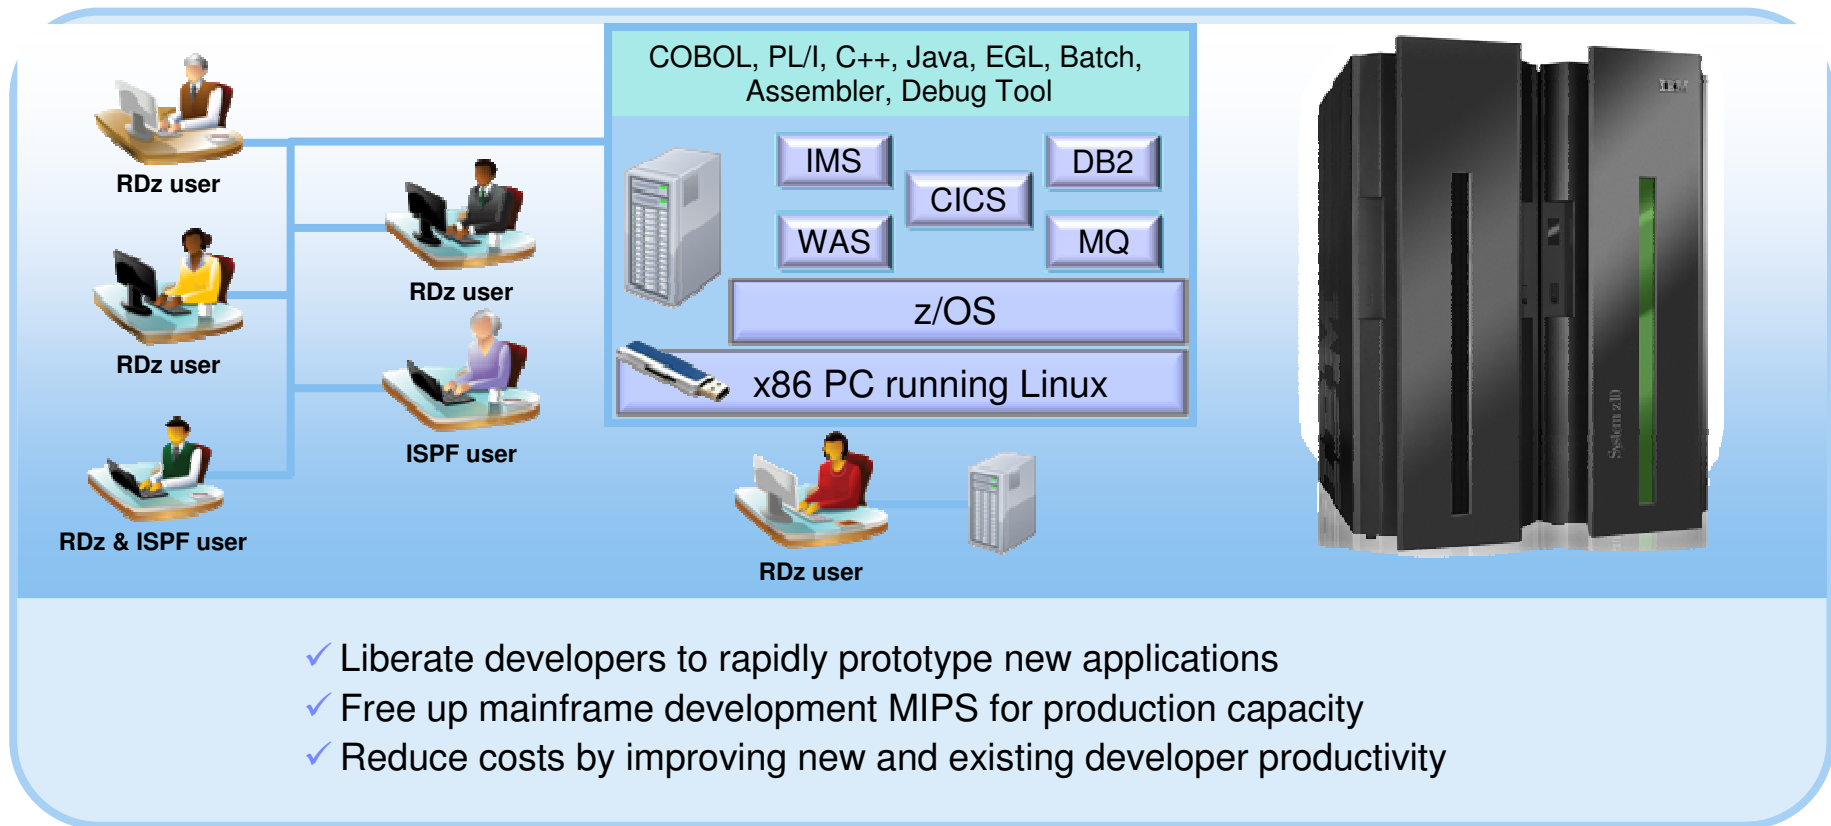 COBOL, PL/I, C++, Java, EGL, Batch,
Assembler, Debug Tool
IMS
DB2
CICS
WAS
MQ
z/OS
x86 PC running Linux
RDz user
RDz user
RDz user
ISPF user
RDz & ISPF user
RDz user
IBM
System z10
✓ Liberate developers to rapidly prototype new applications
✓ Free up mainframe development MIPS for production capacity
✓ Reduce costs by improving new and existing developer productivity